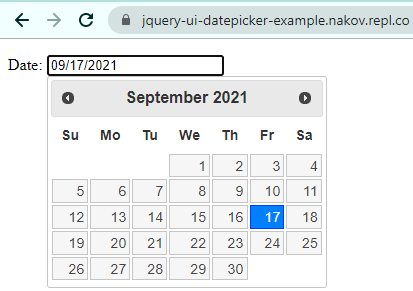 jquery-ui-datepicker-example.nakov.repl.co
Date: 09/17/2021
September 2021
Su Mo Tu We Th Fr Sa
1 2 3 4
5 6 7 8 9 10 11
12 13 14 15 16 17 18
19 20 21 22 23 24 25
26 27 28 29 30